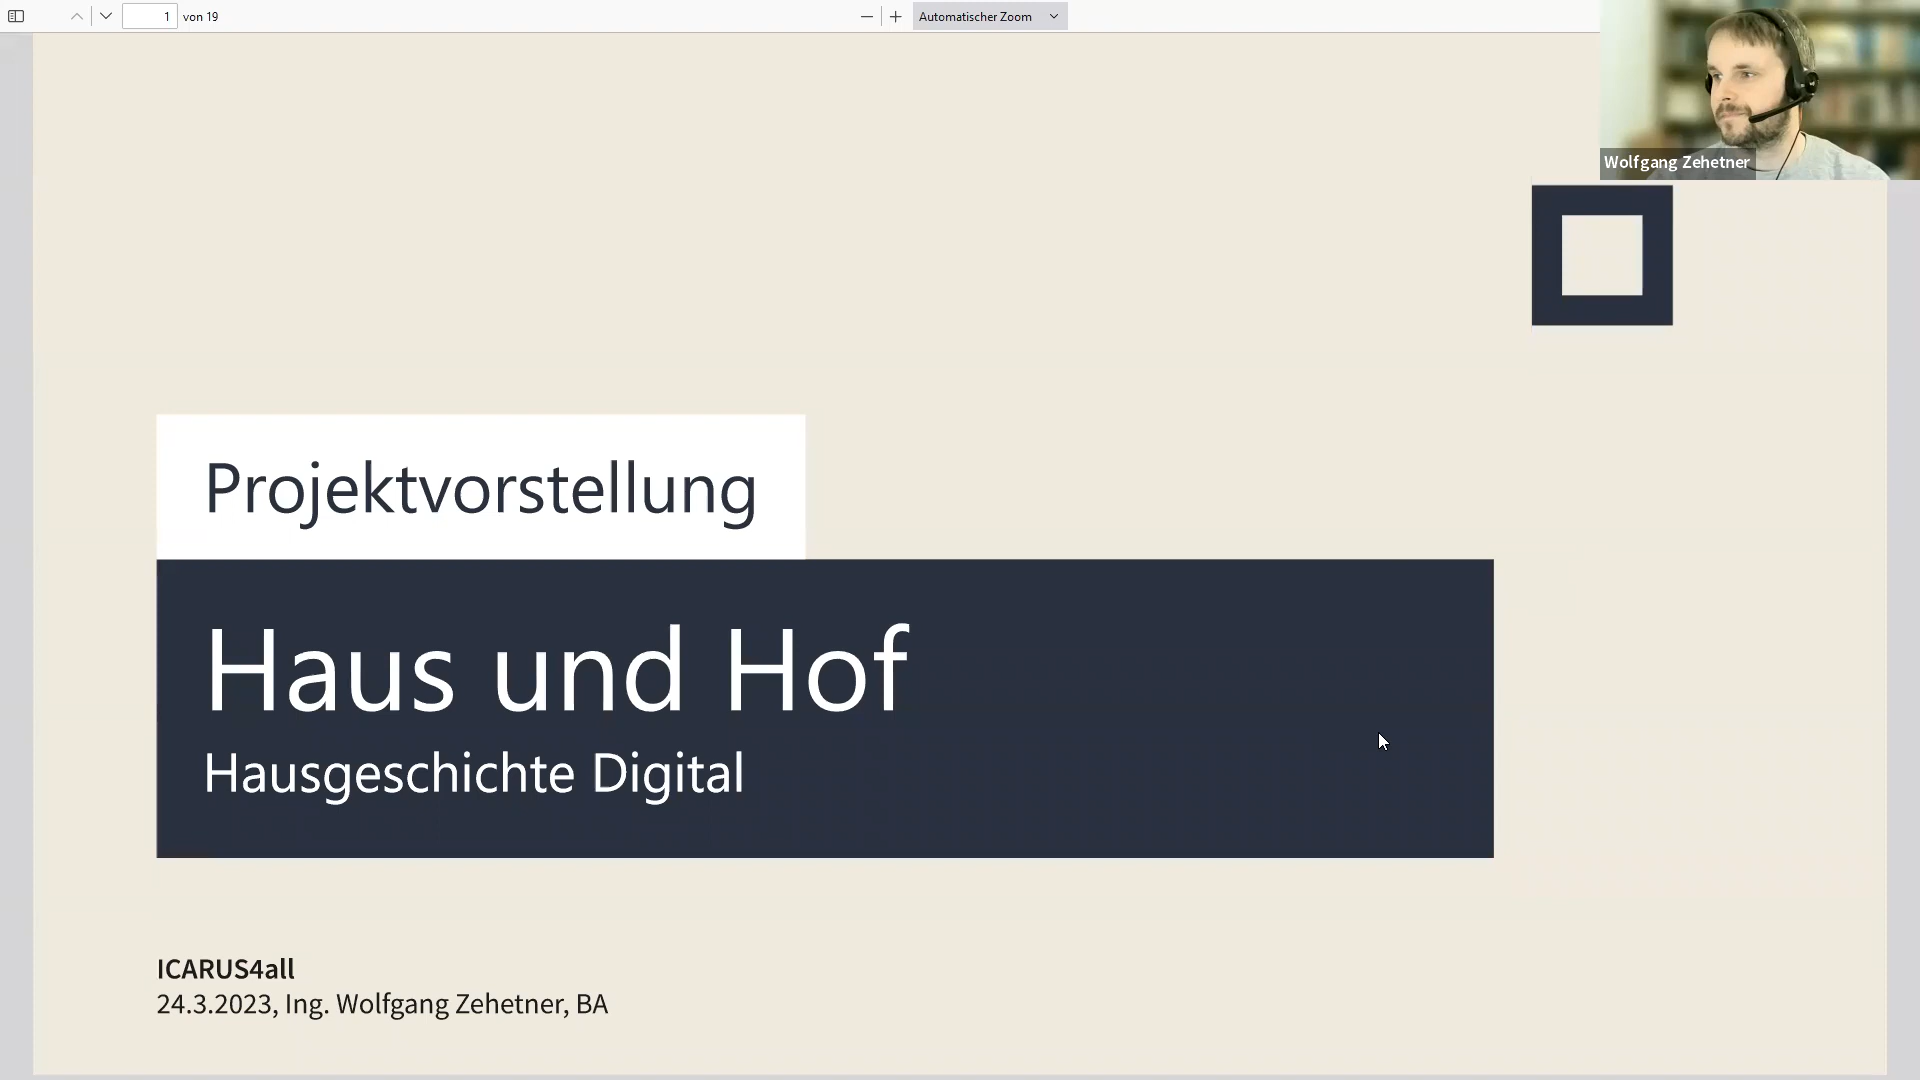 1 von 19
Automatischer Zoom
Wolfgang Zehetner
Projektvorstellung
Haus und Hof
Hausgeschichte Digital
ICARUS4all
24.3.2023, Ing. Wolfgang Zehetner, BA